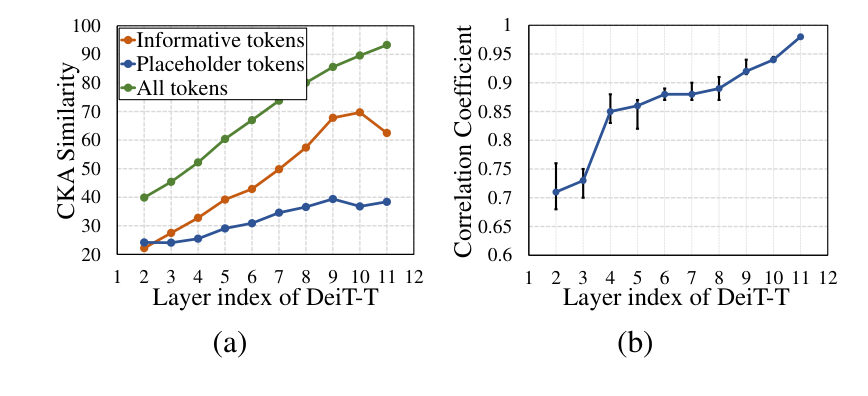 100
90
80
70
60
50
40
30
20
CKA Similarity
Informative tokens
Placeholder tokens
All tokens
1 2 3 4 5 6 7 8 9 10 11 12
Layer index of DeiT-T
(a)
1
0.95
0.9
0.85
0.8
0.75
0.7
0.65
0.6
Correlation Coefficient
1 2 3 4 5 6 7 8 9 10 11 12
Layer index of DeiT-T
(b)